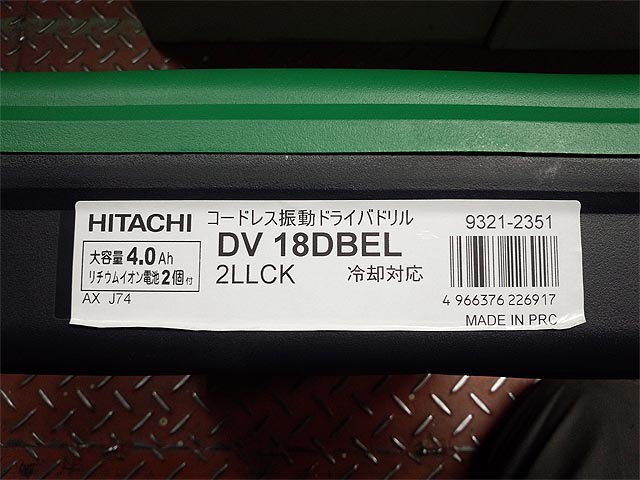 HITACHI
コードレス振動ドライバドリル
DV 18DBEL
9321-2351
大容量 4.0 Ah
リチウムイオン電池 2個付
2LLCK 冷却対応
AX J74
4 966376 226917
MADE IN PRC